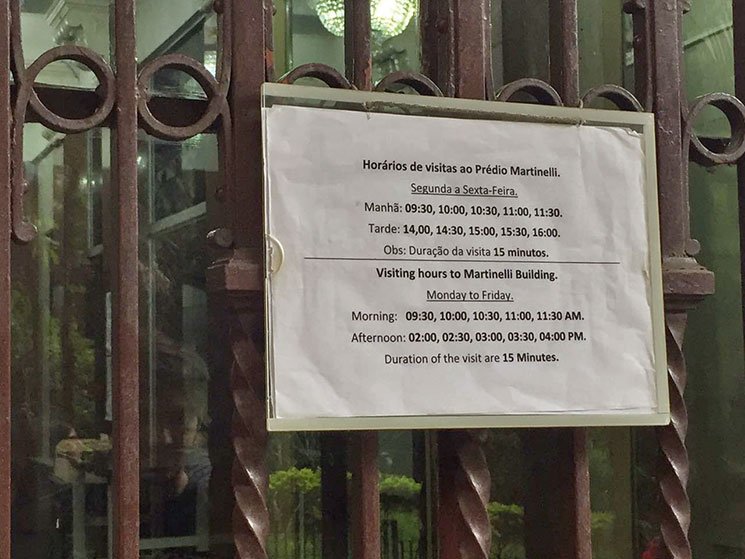 Horários de visitas ao Prédio Martinelli.
Segunda a Sexta-Feira.
Manhã: 09:30, 10:00, 10:30, 11:00, 11:30.
Tarde: 14,00, 14:30, 15:00, 15:30, 16:00.
Obs: Duração da visita 15 minutos.
Visiting hours to Martinelli Building.
Monday to Friday.
Morning: 09:30, 10:00, 10:30, 11:00, 11:30 AM.
Afternoon: 02:00, 02:30, 03:00, 03:30, 04:00 PM.
Duration of the visit are 15 Minutes.